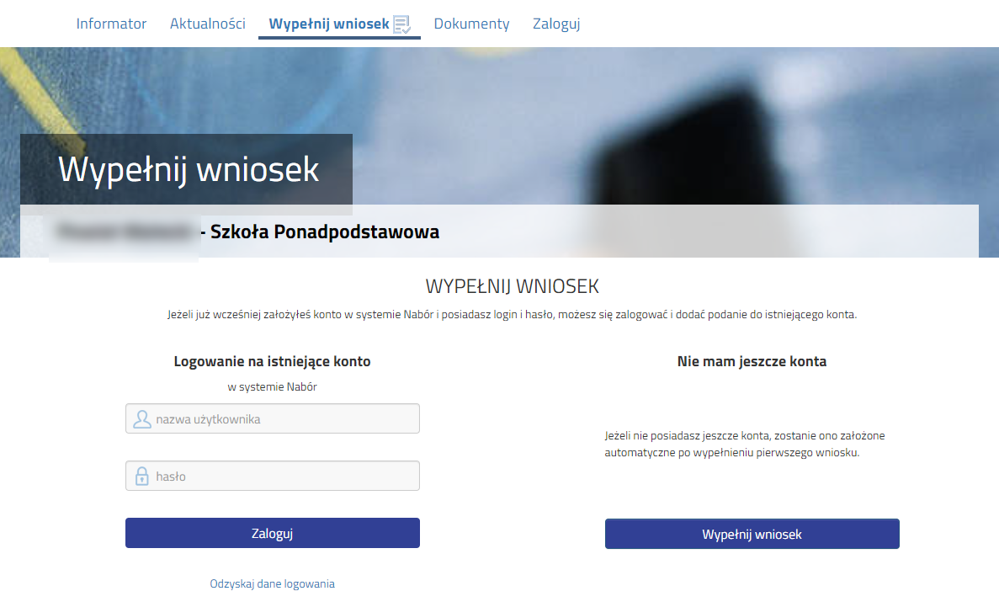 Informator Aktualności Wypełnij wniosek Dokumenty Zaloguj
Wypełnij wniosek
- Szkoła Ponadpodstawowa
WYPEŁNIJ WNIOSEK
Jeżeli już wcześniej założyłeś konto w systemie Nabór i posiadasz login i hasło, możesz się zalogować i dodać podanie do istniejącego konta.
Logowanie na istniejące konto
w systemie Nabór
nazwa użytkownika
hasło
Zaloguj
Odzyskaj dane logowania
Nie mam jeszcze konta
Jeżeli nie posiadasz jeszcze konta, zostanie ono założone
automatyczne po wypełnieniu pierwszego wniosku.
Wypełnij wniosek